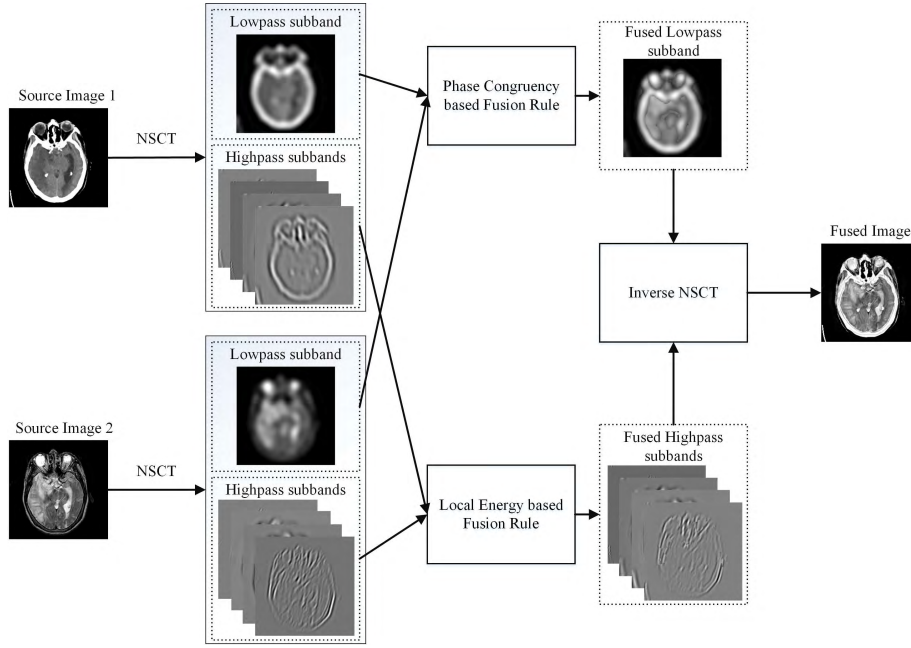 Source Image 1
NSCT
Lowpass subband
Highpass subbands
Phase Congruency
based Fusion Rule
Fused Lowpass
subband
Source Image 2
NSCT
Lowpass subband
Highpass subbands
Local Energy based
Fusion Rule
Fused Highpass
subbands
Inverse NSCT
Fused Image